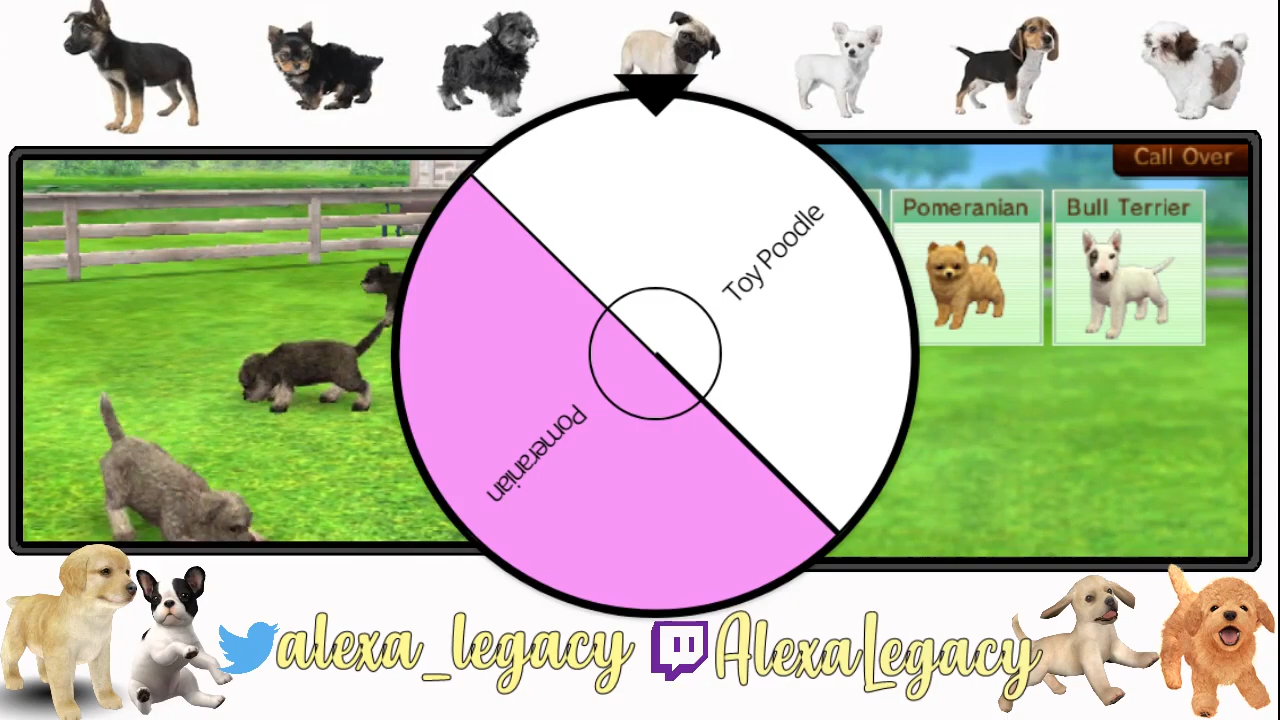 Call Over
Pomeranian
Bull Terrier
Toy Poodle
Pomeranian
alexa_legacy
AlexaLegacy